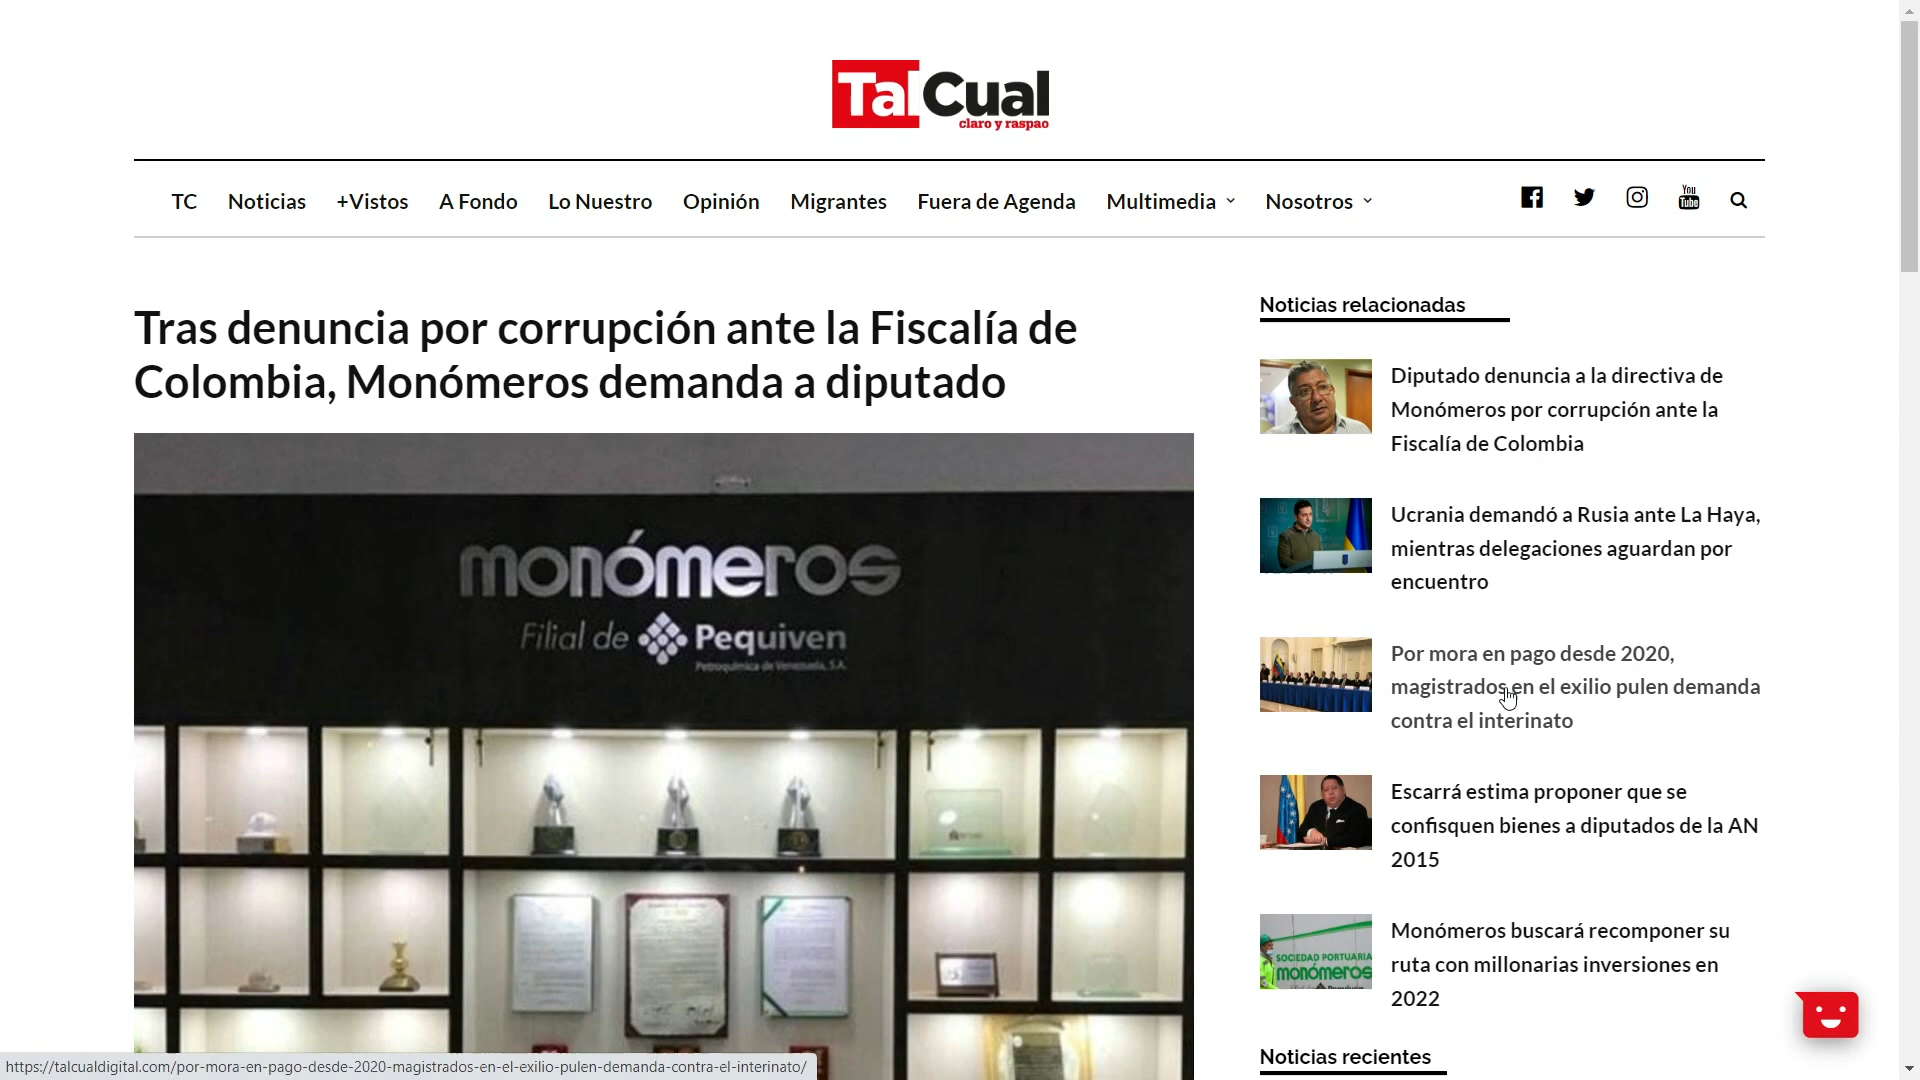 TalCual
claro y raspao
TC Noticias +Vistos A Fondo Lo Nuestro Opinión Migrantes Fuera de Agenda Multimedia Nosotros
You
Tube
Tras denuncia por corrupción ante la Fiscalía de
Colombia, Monómeros demanda a diputado
monómeros
Filial de Pequiven
Petroquímica de Venezuela, S.A.
Noticias relacionadas
Diputado denuncia a la directiva de
Monómeros por corrupción ante la
Fiscalía de Colombia
Ucrania demandó a Rusia ante La Haya,
mientras delegaciones aguardan por
encuentro
Por mora en pago desde 2020,
magistrados en el exilio pulen demanda
contra el interinato
Escarrá estima proponer que se
confisquen bienes a diputados de la AN
2015
SOCIEDAD PORTUARIA
monómeros
Monómeros buscará recomponer su
ruta con millonarias inversiones en
2022
Noticias recientes
https://talcualdigital.com/por-mora-en-pago-desde-2020-magistrados-en-el-exilio-pulen-demanda-contra-el-interinato/